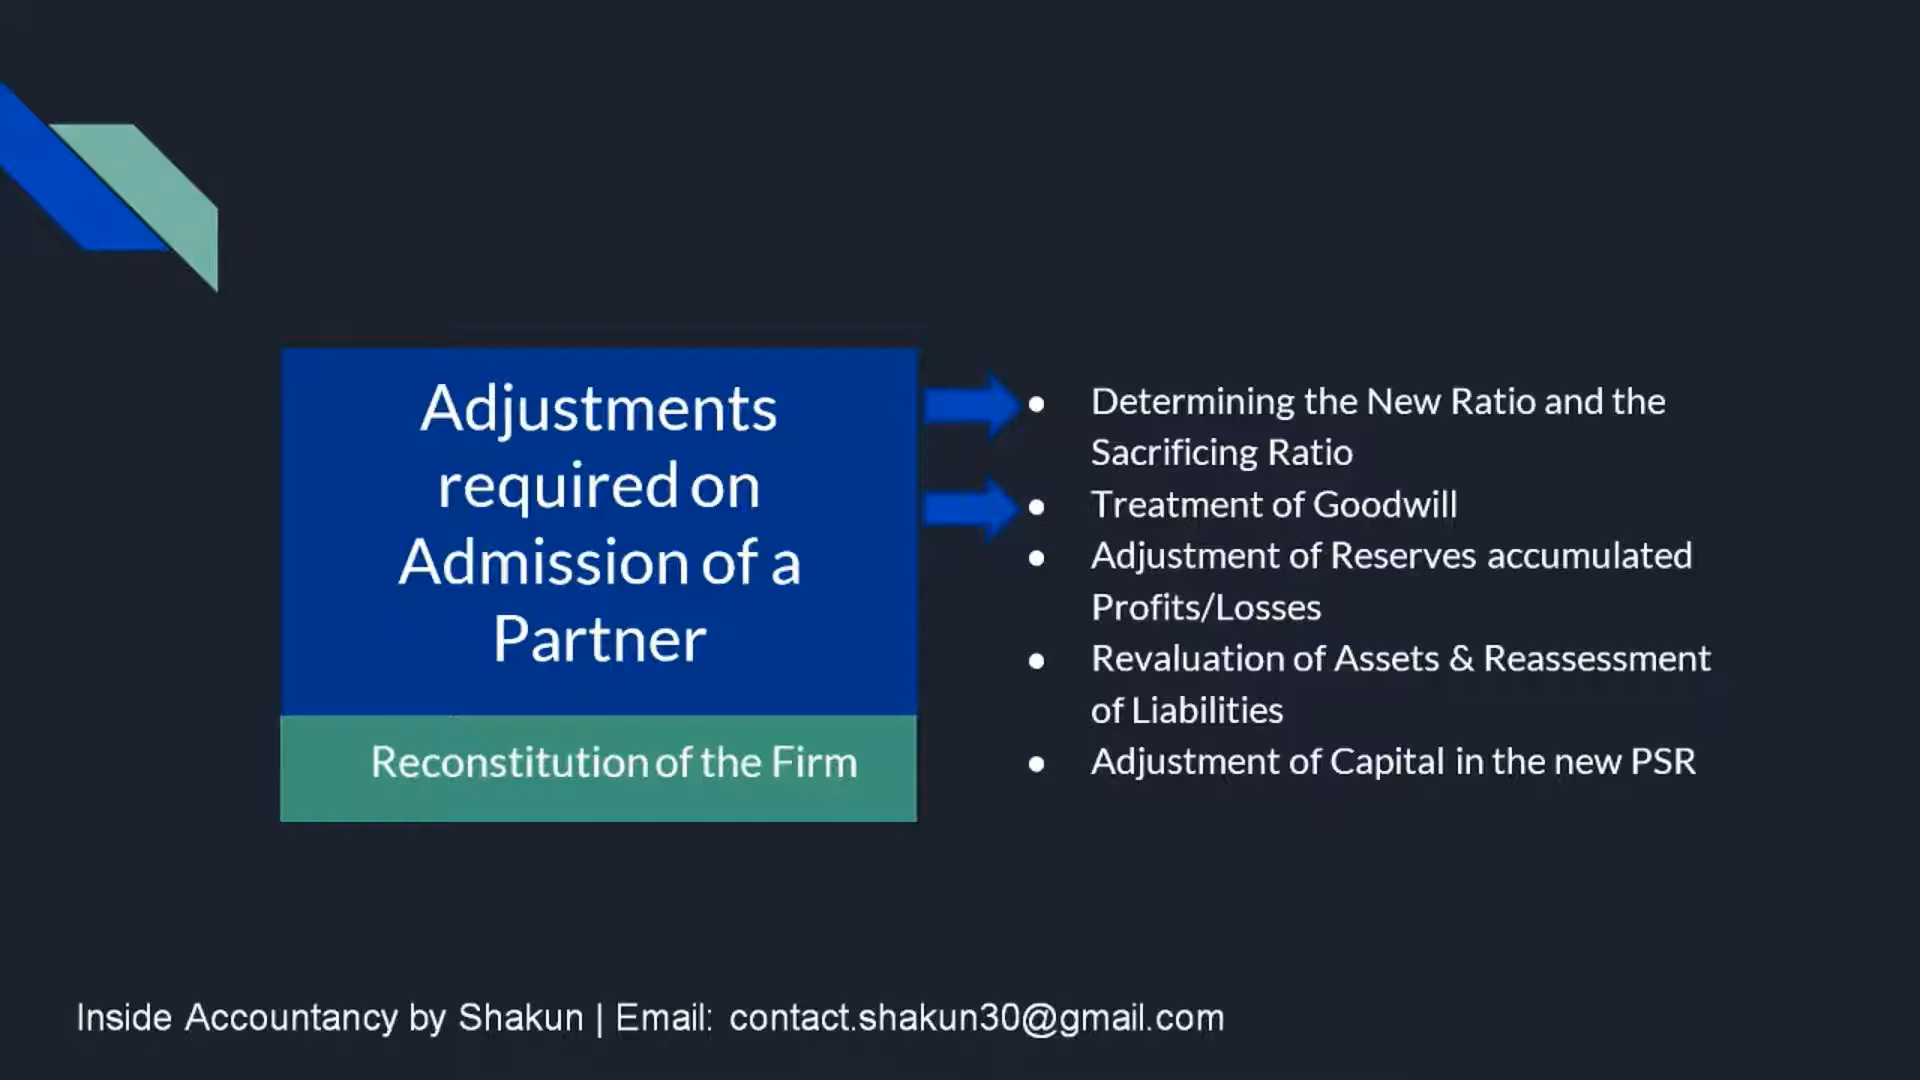 Adjustments
required on
Admission of a
Partner
Reconstitution of the Firm
● Determining the New Ratio and the
Sacrificing Ratio
● Treatment of Goodwill
● Adjustment of Reserves accumulated
Profits/Losses
● Revaluation of Assets & Reassessment
of Liabilities
● Adjustment of Capital in the new PSR
Inside Accountancy by Shakun | Email: contact.shakun30@gmail.com